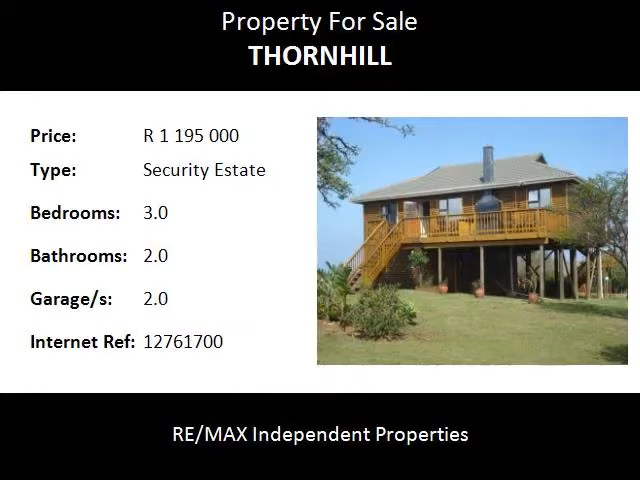 Property For Sale
THORNHILL
Price: R 1 195 000
Type: Security Estate
Bedrooms: 3.0
Bathrooms: 2.0
Garage/s: 2.0
Internet Ref: 12761700
RE/MAX Independent Properties